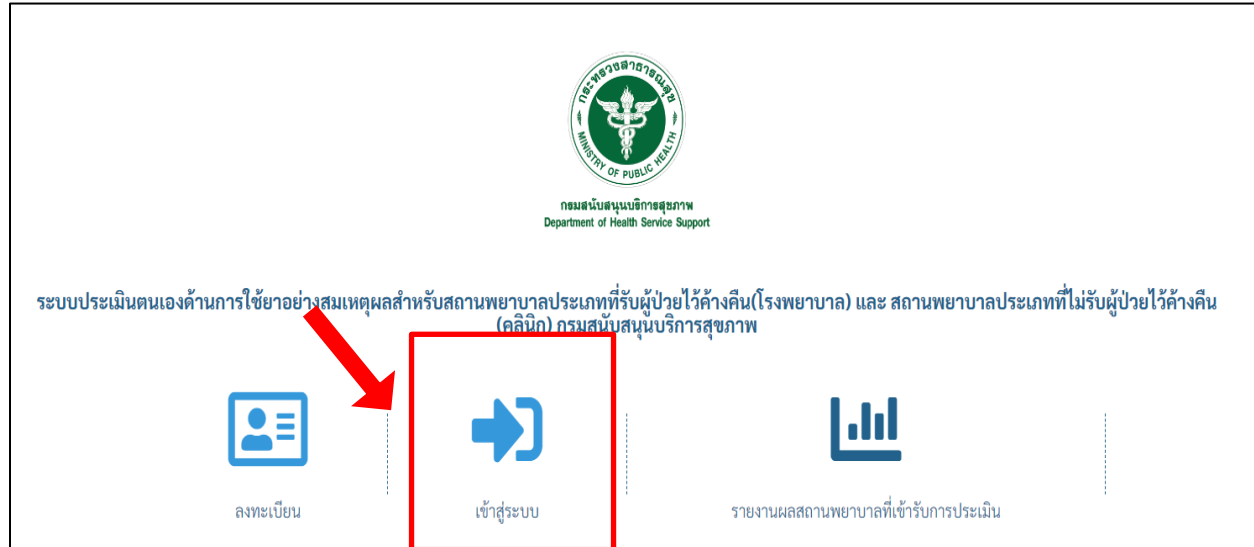 กระทรวงสาธารณสุข
MINISTRY OF PUBLIC HEALTH
กรมสนับสนุนบริการสุขภาพ
Department of Health Service Support
ระบบประเมินตนเองด้านการใช้ยาอย่างสมเหตุผลสำหรับสถานพยาบาลประเภทที่รับผู้ป่วยไว้ค้างคืน(โรงพยาบาล) และ สถานพยาบาลประเภทที่ไม่รับผู้ป่วยไว้ค้างคืน
(คลินิก) กรมสนับสนุนบริการสุขภาพ
ลงทะเบียน
เข้าสู่ระบบ
รายงานผลสถานพยาบาลที่เข้ารับการประเมิน